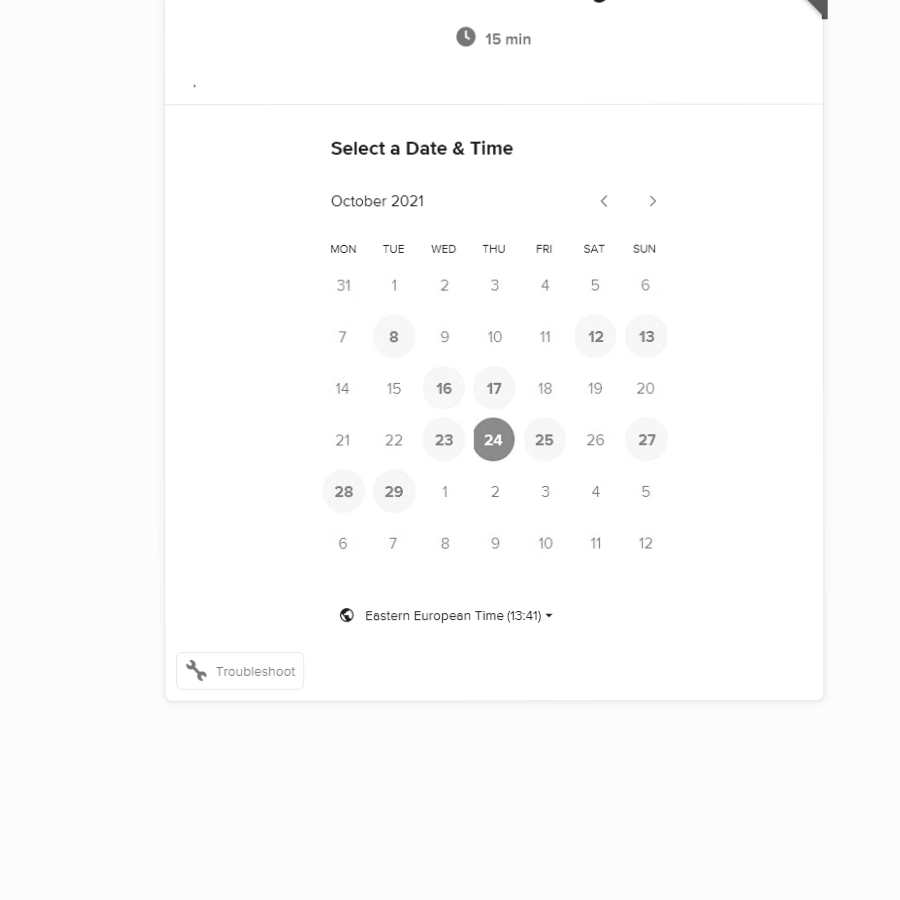 15 min
Select a Date & Time
October 2021
MON TUE WED THU FRI SAT SUN
31 1 2 3 4 5 6
7 8 9 10 11 12 13
14 15 16 17 18 19 20
21 22 23 24 25 26 27
28 29 1 2 3 4 5
6 7 8 9 10 11 12
Eastern European Time (13:41)
Troubleshoot